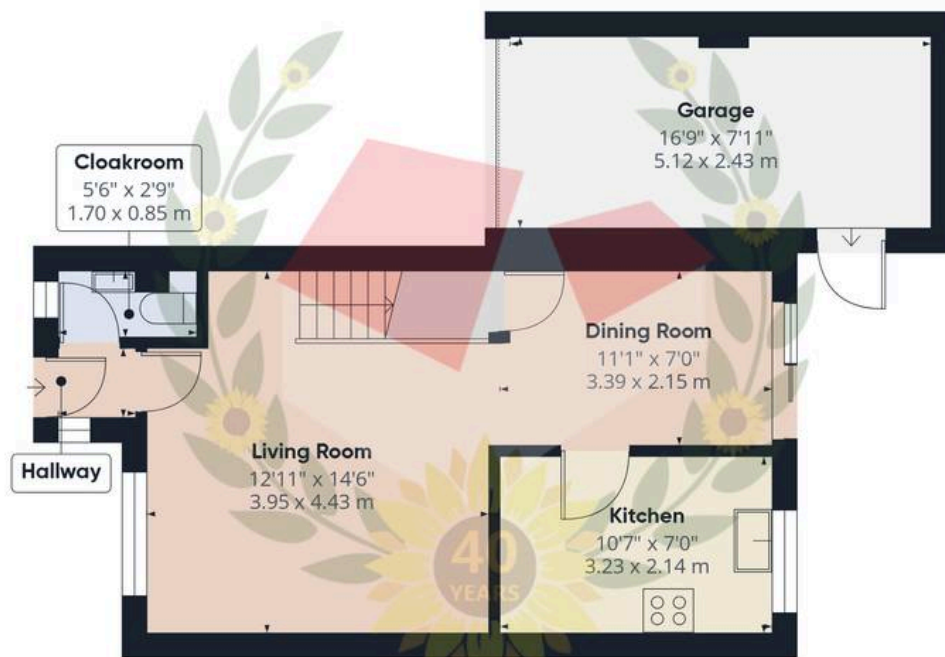 Garage
16'9" x 7'11"
5.12 x 2.43 m
Cloakroom
5'6" x 2'9"
1.70 x 0.85 m
Dining Room
11'1" x 7'0"
3.39 x 2.15 m
Living Room
12'11" x 14'6"
3.95 x 4.43 m
Hallway
Kitchen
10'7" x 7'0"
3.23 x 2.14 m
40
YEARS